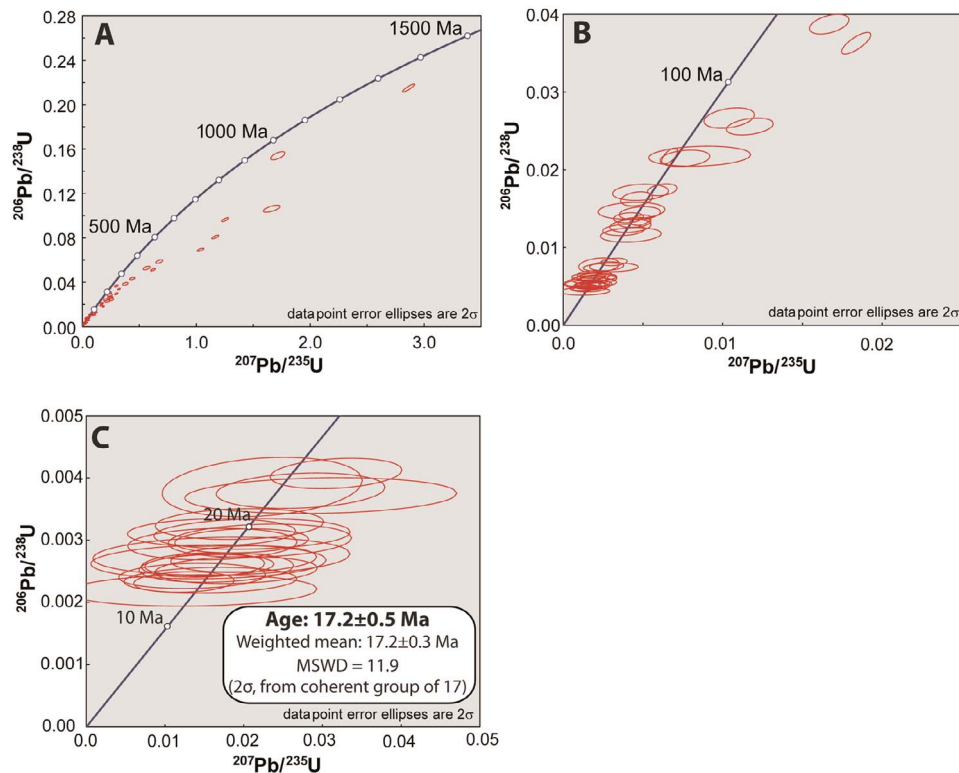 A
0.28
0.24
0.20
0.16
0.12
0.08
0.04
0.00
²⁰⁶Pb/²³⁸U
1500 Ma
1000 Ma
500 Ma
data point error ellipses are 2σ
0.0
1.0
2.0
3.0
²⁰⁷Pb/²³⁵U
B
0.04
0.03
0.02
0.01
0.00
²⁰⁶Pb/²³⁸U
100 Ma
data point error ellipses are 2σ
0.0
0.01
0.02
²⁰⁷Pb/²³⁵U
C
0.005
0.004
0.003
0.002
0.001
0.00
²⁰⁶Pb/²³⁸U
20 Ma
10 Ma
Age: 17.2±0.5 Ma
Weighted mean: 17.2±0.3 Ma
MSWD = 11.9
(2σ, from coherent group of 17)
data point error ellipses are 2σ
0.0
0.01
0.02
0.03
0.04
0.05
²⁰⁷Pb/²³⁵U